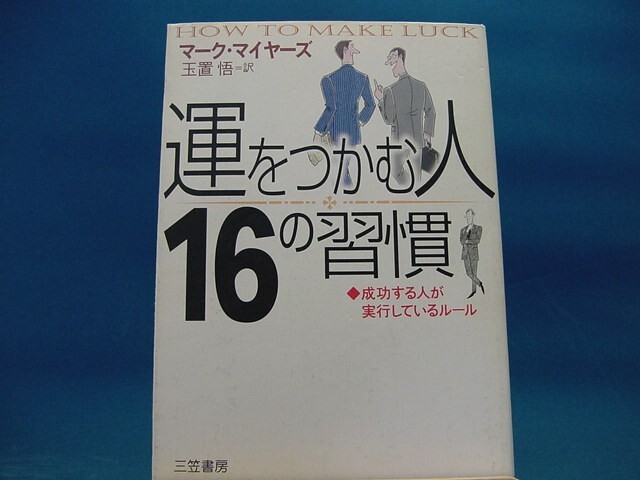 HOW TO MAKE LUCK
マーク・マイヤーズ
玉置 悟=訳
運をつかむ人
16の習慣
◆成功する人が
実行しているルール
三笠書房